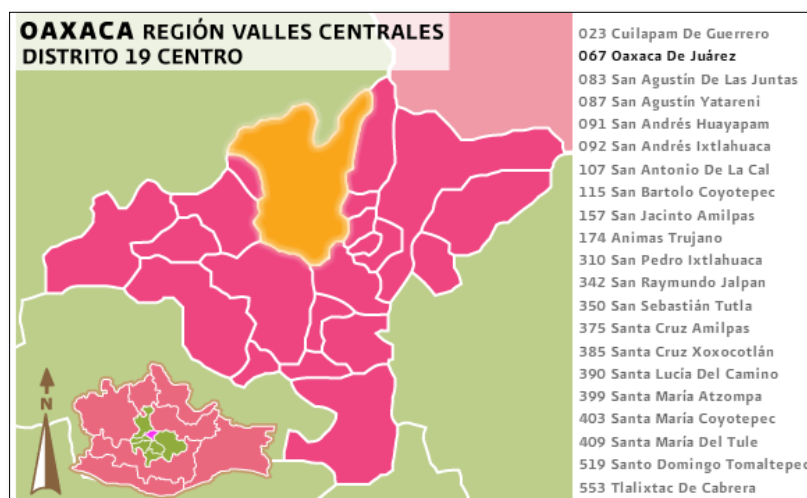 OAXACA REGIÓN VALLES CENTRALES
DISTRITO 19 CENTRO
023 Cuilapam De Guerrero
067 Oaxaca De Juárez
083 San Agustín De Las Juntas
087 San Agustín Yatareni
091 San Andrés Huayapam
092 San Andrés Ixtlahuaca
107 San Antonio De La Cal
115 San Bartolo Coyotepec
157 San Jacinto Amilpas
174 Animas Trujano
310 San Pedro Ixtlahuaca
342 San Raymundo Jalpan
350 San Sebastián Tutla
375 Santa Cruz Amilpas
385 Santa Cruz Xoxocotlán
390 Santa Lucía Del Camino
399 Santa María Atzompa
403 Santa María Coyotepec
409 Santa María Del Tule
519 Santo Domingo Tomaltepec
553 Tlalixtac De Cabrera
N